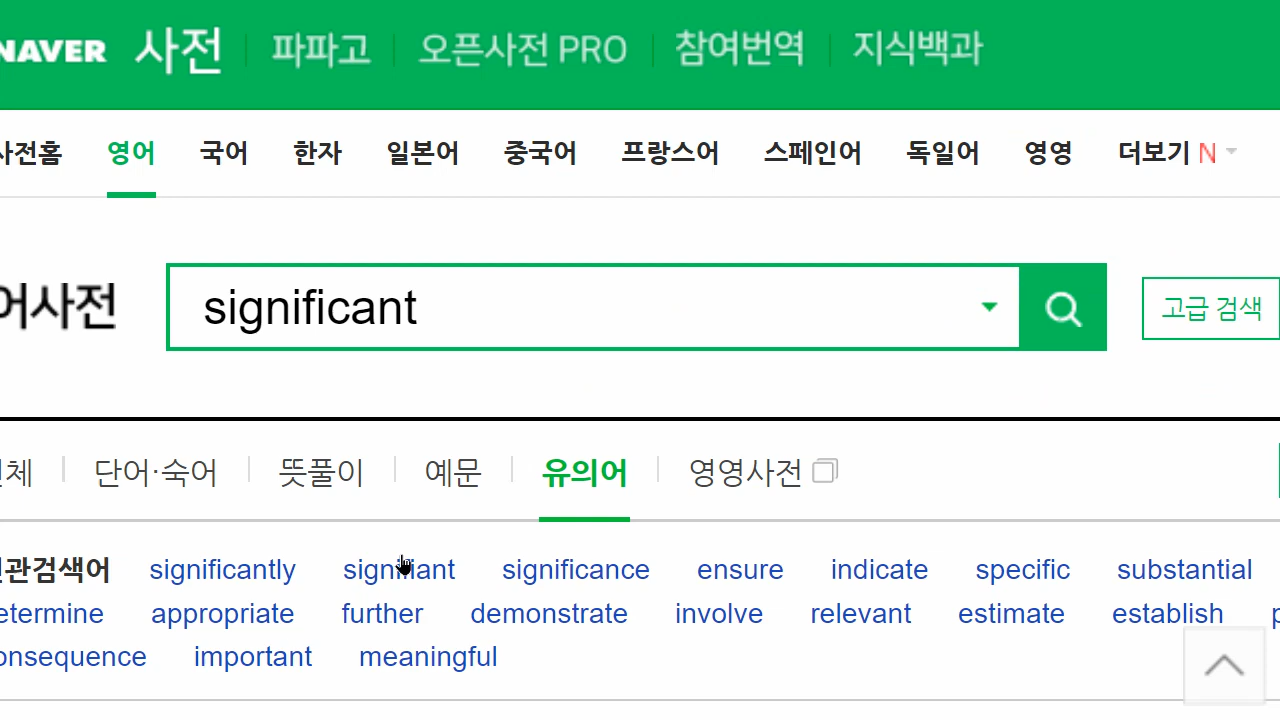 NAVER 사전 파파고 오픈사전 PRO 참여번역 지식백과
사전홈 영어 국어 한자 일본어 중국어 프랑스어 스페인어 독일어 영영 더보기 N
어사전 significant 고급 검색
체 단어·숙어 뜻풀이 예문 유의어 영영사전
관검색어 significantly signifiant significance ensure indicate specific substantial
etermine appropriate further demonstrate involve relevant estimate establish p
onsequence important meaningful